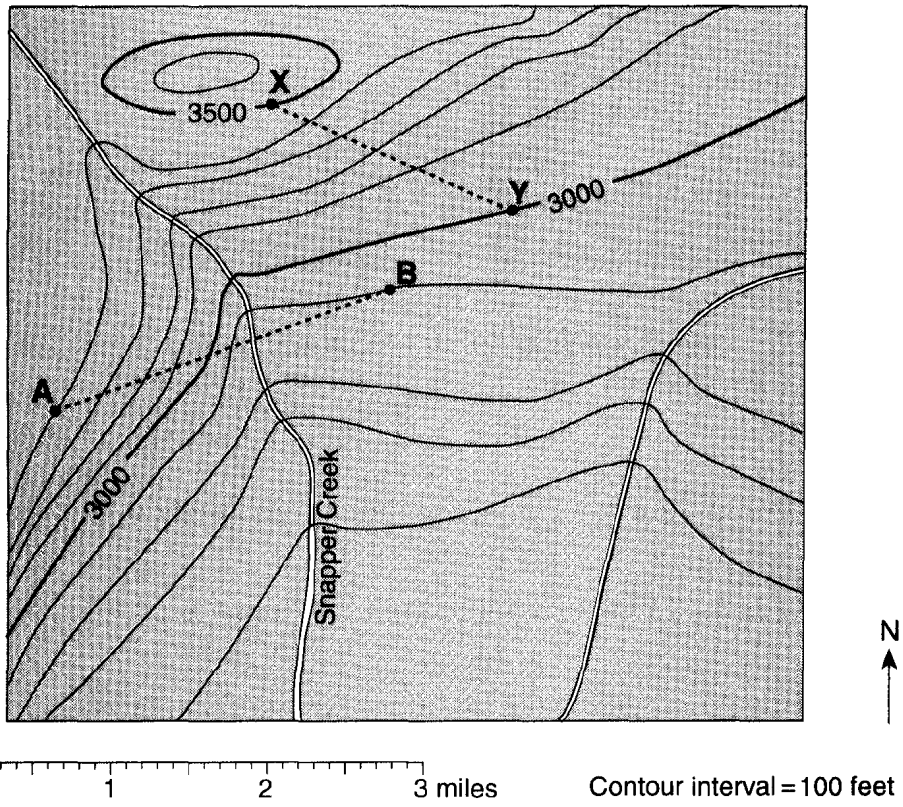 X
3500
Y
3000
B
A
3000
Snapper Creek
N
1 2 3 miles
Contour interval = 100 feet